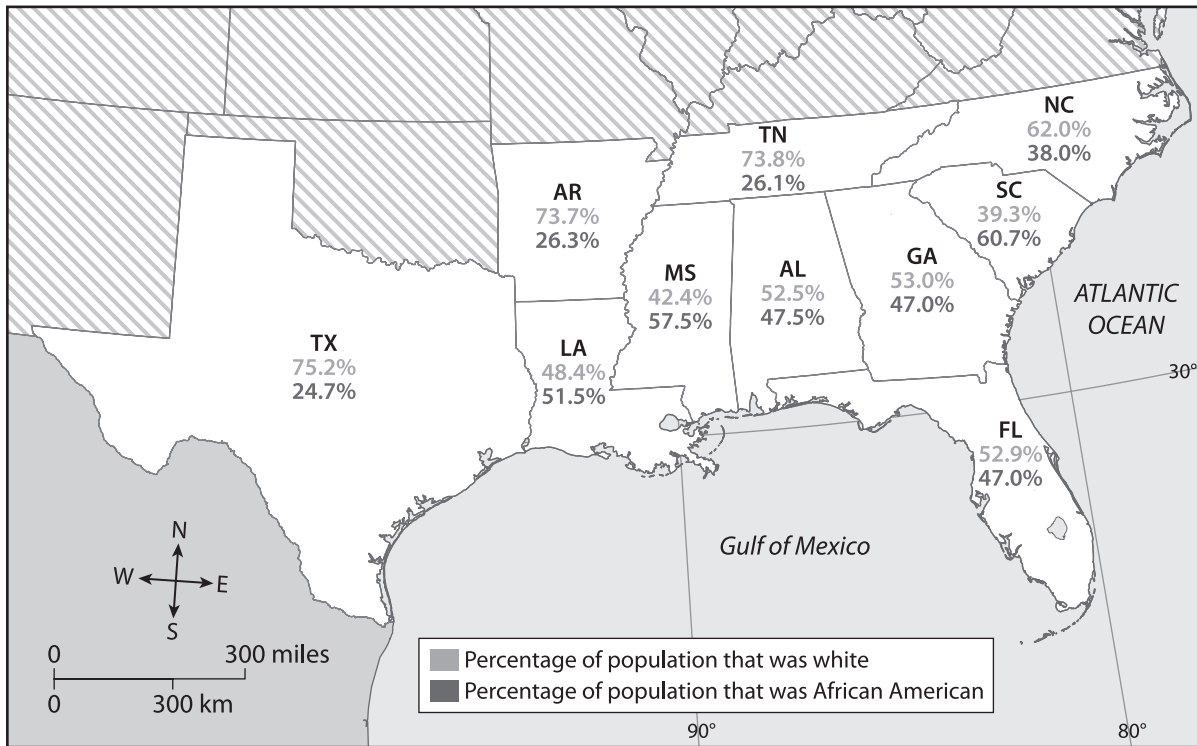 NC
62.0%
38.0%
TN
73.8%
26.1%
AR
73.7%
26.3%
SC
39.3%
60.7%
MS
42.4%
57.5%
AL
52.5%
47.5%
GA
53.0%
47.0%
ATLANTIC
OCEAN
TX
75.2%
24.7%
LA
48.4%
51.5%
30°
FL
52.9%
47.0%
Gulf of Mexico
N
W
E
S
0
300 miles
0
300 km
Percentage of population that was white
Percentage of population that was African American
90°
80°